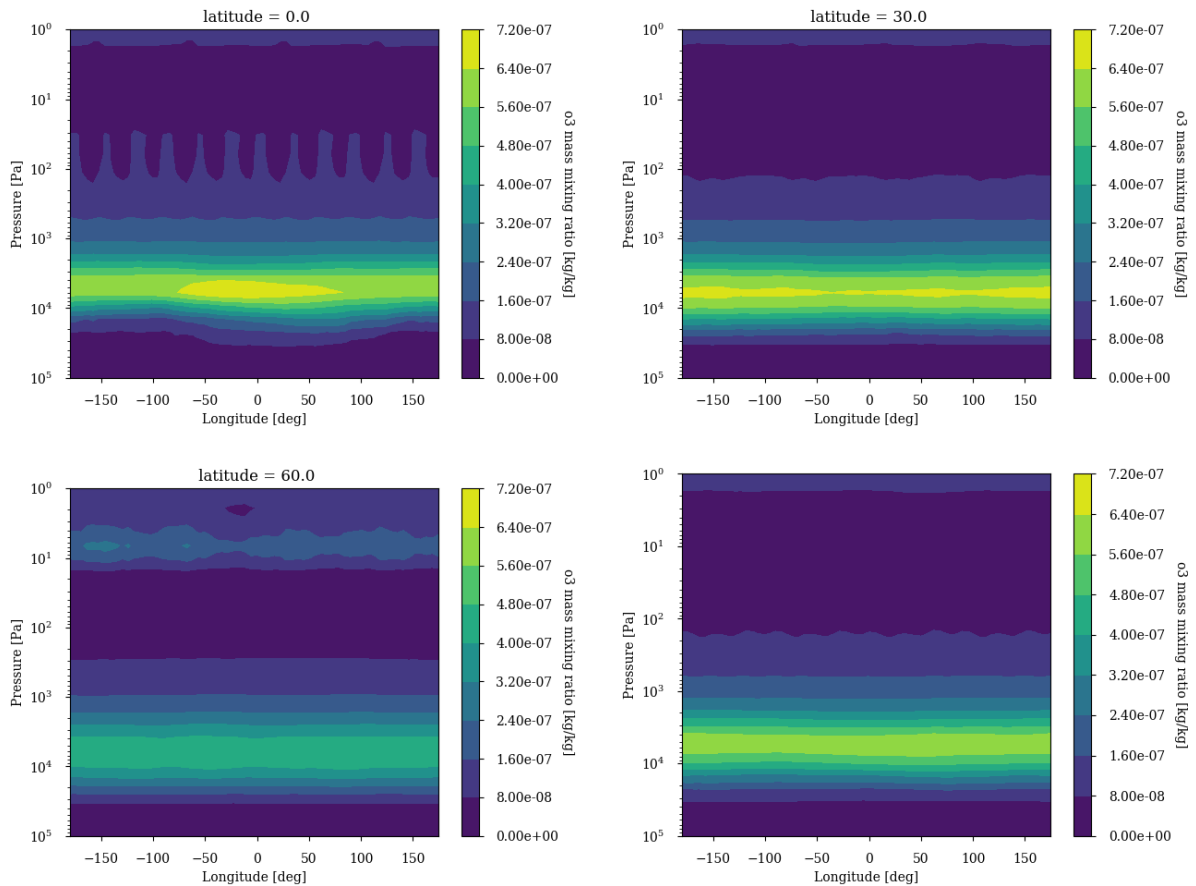 latitude = 0.0
10⁰
10¹
10²
10³
10⁴
10⁵
Pressure [Pa]
−150 −100 −50 0 50 100 150
Longitude [deg]
7.20e-07
6.40e-07
5.60e-07
4.80e-07
4.00e-07
3.20e-07
2.40e-07
1.60e-07
8.00e-08
0.00e+00
o3 mass mixing ratio [kg/kg]
latitude = 30.0
10⁰
10¹
10²
10³
10⁴
10⁵
Pressure [Pa]
−150 −100 −50 0 50 100 150
Longitude [deg]
7.20e-07
6.40e-07
5.60e-07
4.80e-07
4.00e-07
3.20e-07
2.40e-07
1.60e-07
8.00e-08
0.00e+00
o3 mass mixing ratio [kg/kg]
latitude = 60.0
10⁰
10¹
10²
10³
10⁴
10⁵
Pressure [Pa]
−150 −100 −50 0 50 100 150
Longitude [deg]
7.20e-07
6.40e-07
5.60e-07
4.80e-07
4.00e-07
3.20e-07
2.40e-07
1.60e-07
8.00e-08
0.00e+00
o3 mass mixing ratio [kg/kg]
10⁰
10¹
10²
10³
10⁴
10⁵
Pressure [Pa]
−150 −100 −50 0 50 100 150
Longitude [deg]
7.20e-07
6.40e-07
5.60e-07
4.80e-07
4.00e-07
3.20e-07
2.40e-07
1.60e-07
8.00e-08
0.00e+00
o3 mass mixing ratio [kg/kg]